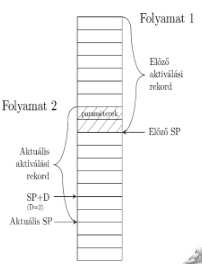 Folyamat 1
Előző
aktiválási
rekord
Folyamat 2
paraméterek
Előző SP
Aktuális
aktiválási
rekord
SP+D
(D=2)
Aktuális SP